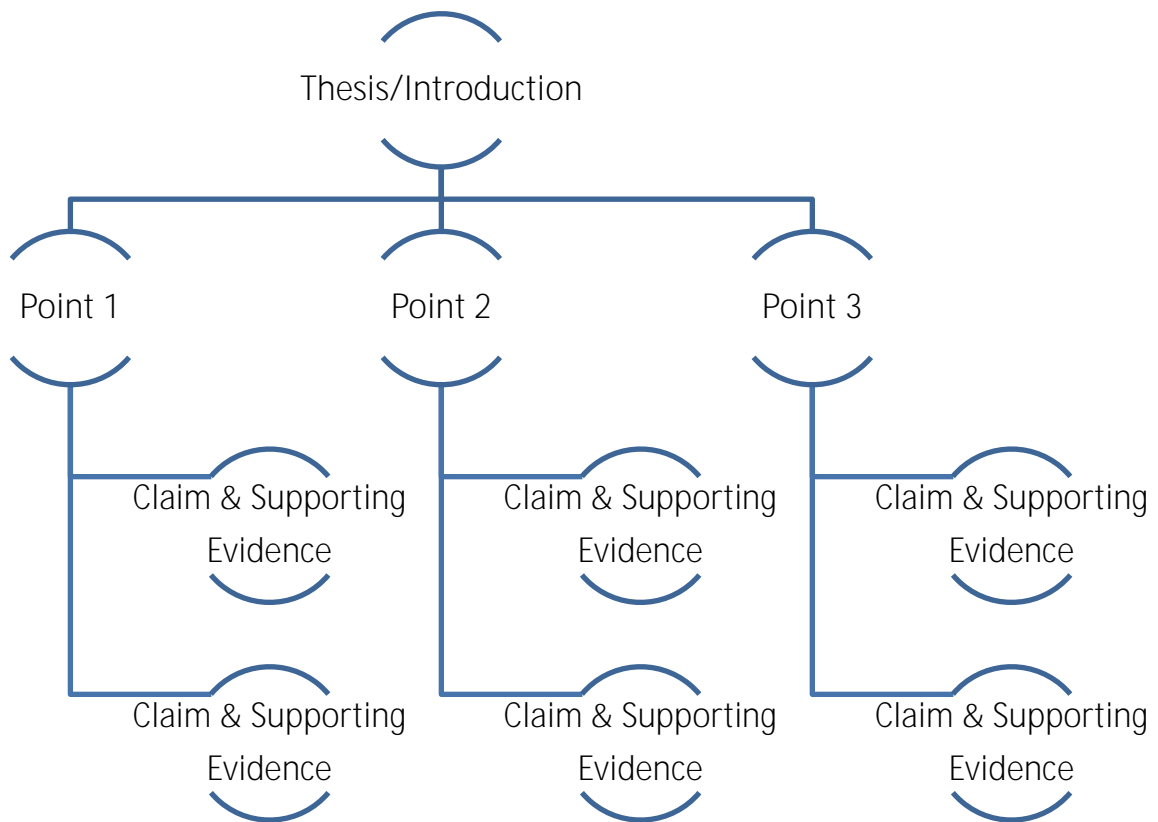 Thesis/Introduction
Point 1
Point 2
Point 3
Claim & Supporting
Evidence
Claim & Supporting
Evidence
Claim & Supporting
Evidence
Claim & Supporting
Evidence
Claim & Supporting
Evidence
Claim & Supporting
Evidence